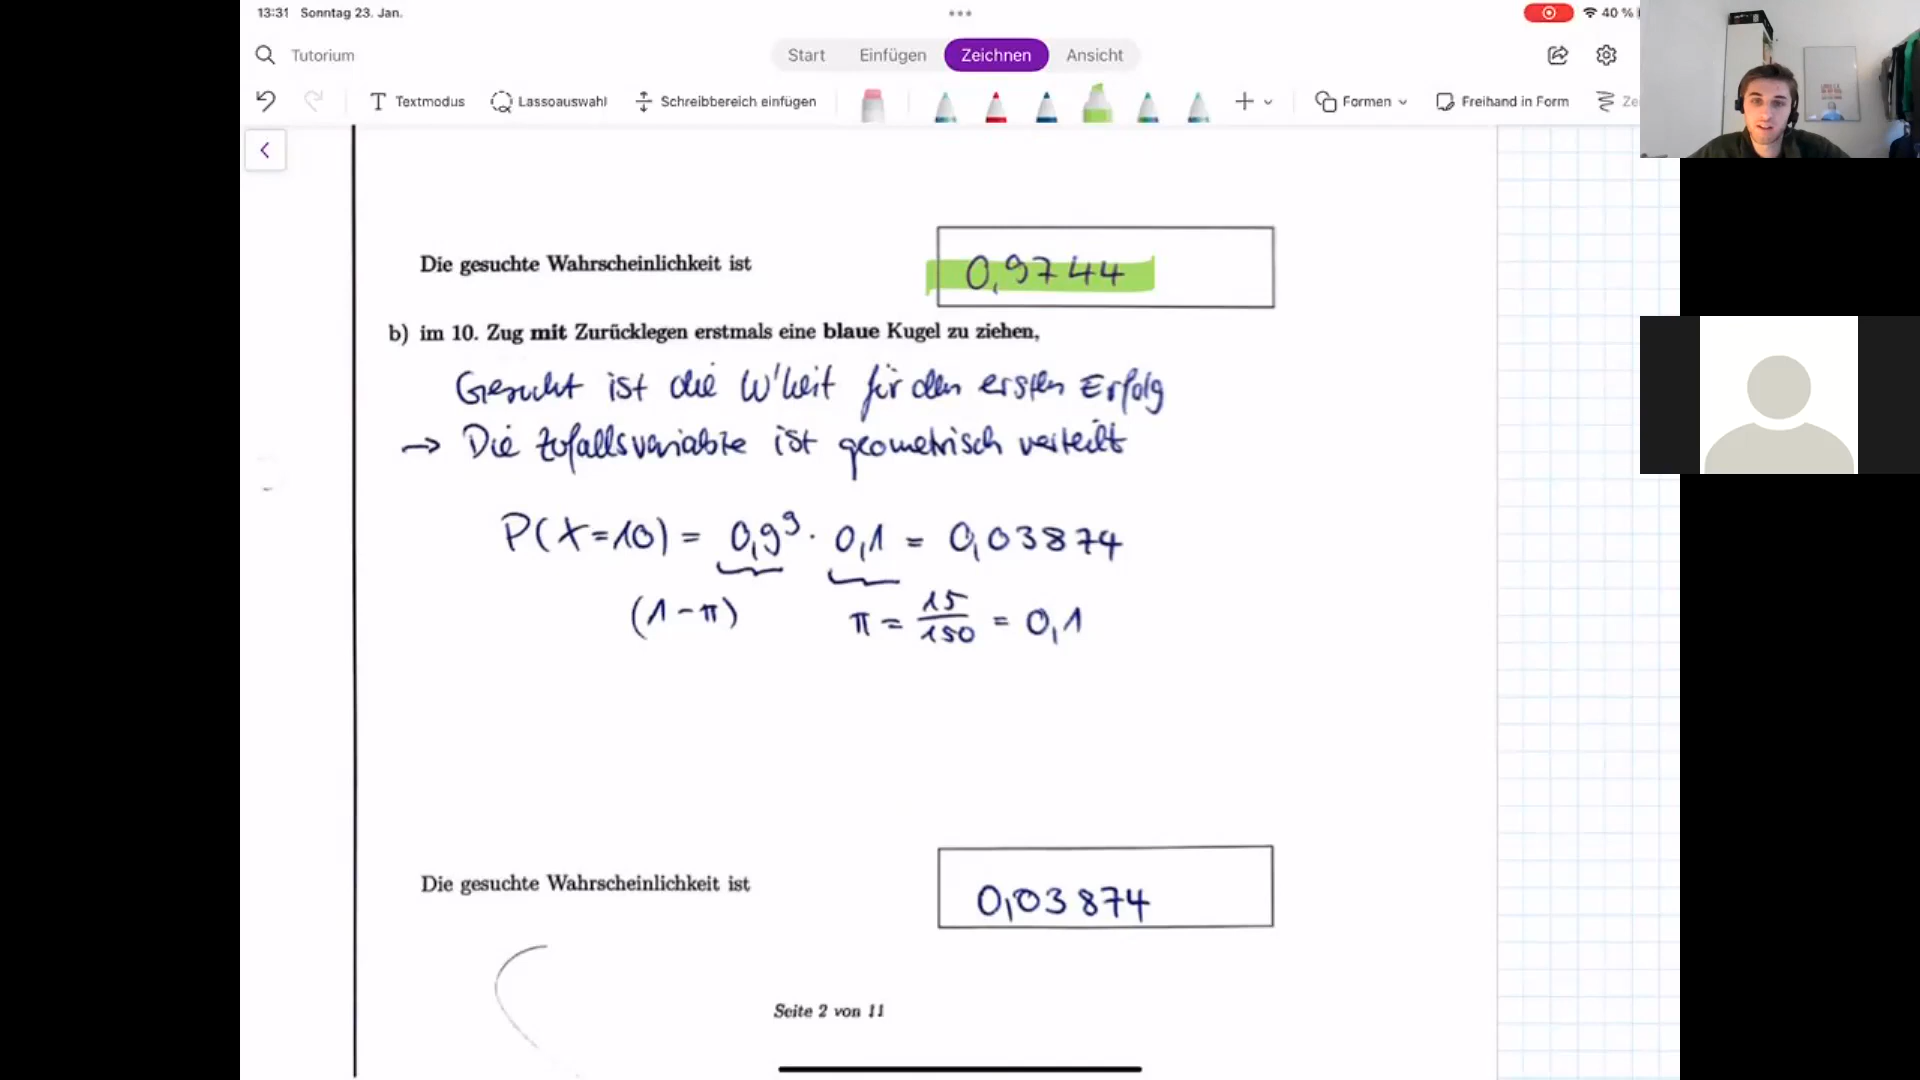 13:31 Sonntag 23. Jan.
40 %
Tutorium
Start Einfügen Zeichnen Ansicht
Textmodus Lassoauswahl Schreibbereich einfügen Formen Freihand in Form
Die gesuchte Wahrscheinlichkeit ist 0,9744
b) im 10. Zug mit Zurücklegen erstmals eine blaue Kugel zu ziehen,
Gesucht ist die W'keit für den ersten Erfolg
→ Die Zufallsvariable ist geometrisch verteilt
P(X=10) = 0,9⁹ · 0,1 = 0,03874
(1-π) π = 15/150 = 0,1
Die gesuchte Wahrscheinlichkeit ist 0,03874
Seite 2 von 11